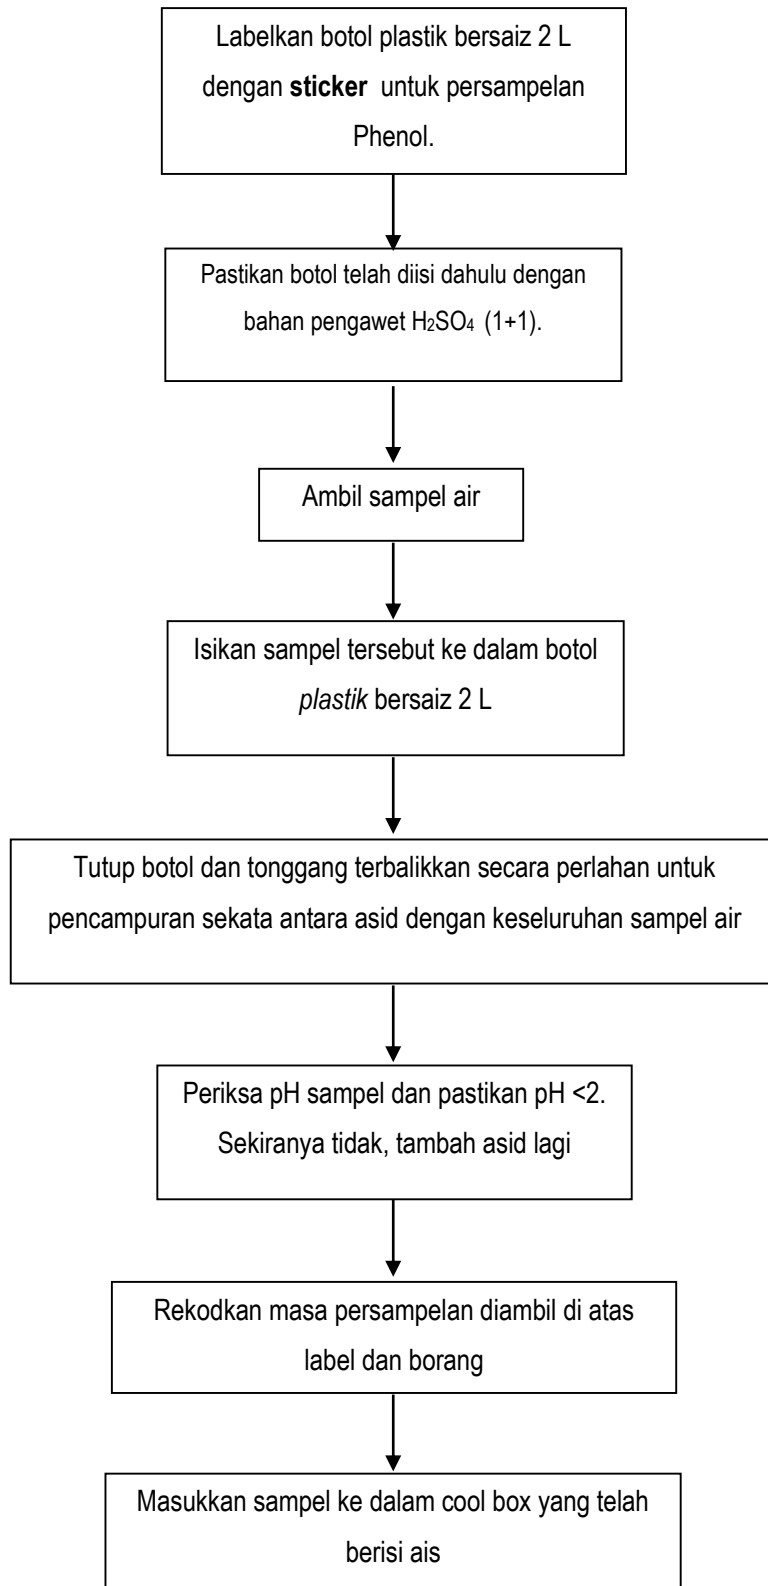 Labelkan botol plastik bersaiz 2 L
dengan sticker untuk persampelan
Phenol.
Pastikan botol telah diisi dahulu dengan
bahan pengawet H₂SO₄ (1+1).
Ambil sampel air
Isikan sampel tersebut ke dalam botol
plastik bersaiz 2 L
Tutup botol dan tonggang terbalikkan secara perlahan untuk
pencampuran sekata antara asid dengan keseluruhan sampel air
Periksa pH sampel dan pastikan pH <2.
Sekiranya tidak, tambah asid lagi
Rekodkan masa persampelan diambil di atas
label dan borang
Masukkan sampel ke dalam cool box yang telah
berisi ais